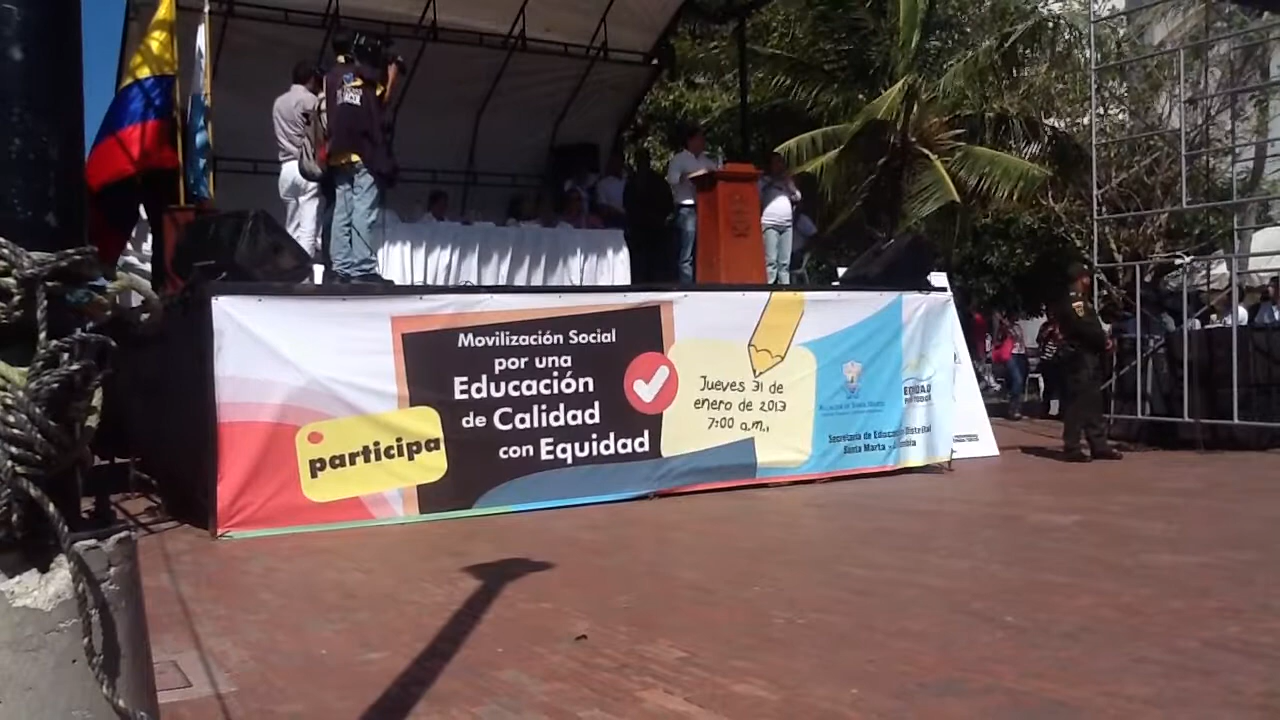 Movilización Social
por una
Educación
de Calidad
con Equidad
participa
Jueves 31 de
enero de 2013
7:00 a.m.,
Secretaría de Educación Distrital
Santa Marta - Colombia